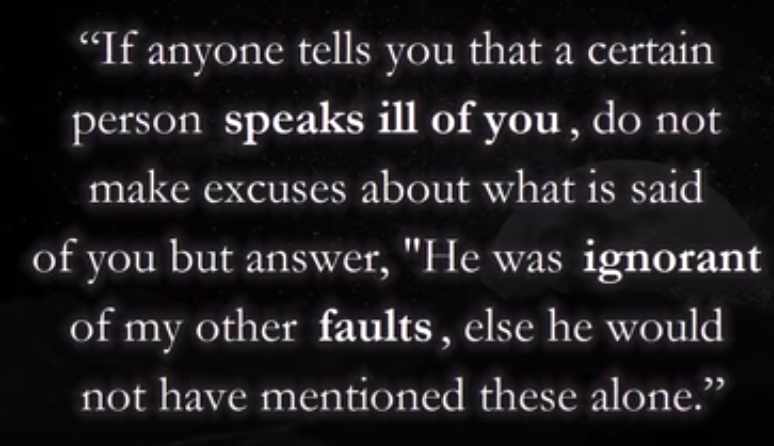 “If anyone tells you that a certain
person speaks ill of you , do not
make excuses about what is said
of you but answer, "He was ignorant
of my other faults , else he would
not have mentioned these alone.”